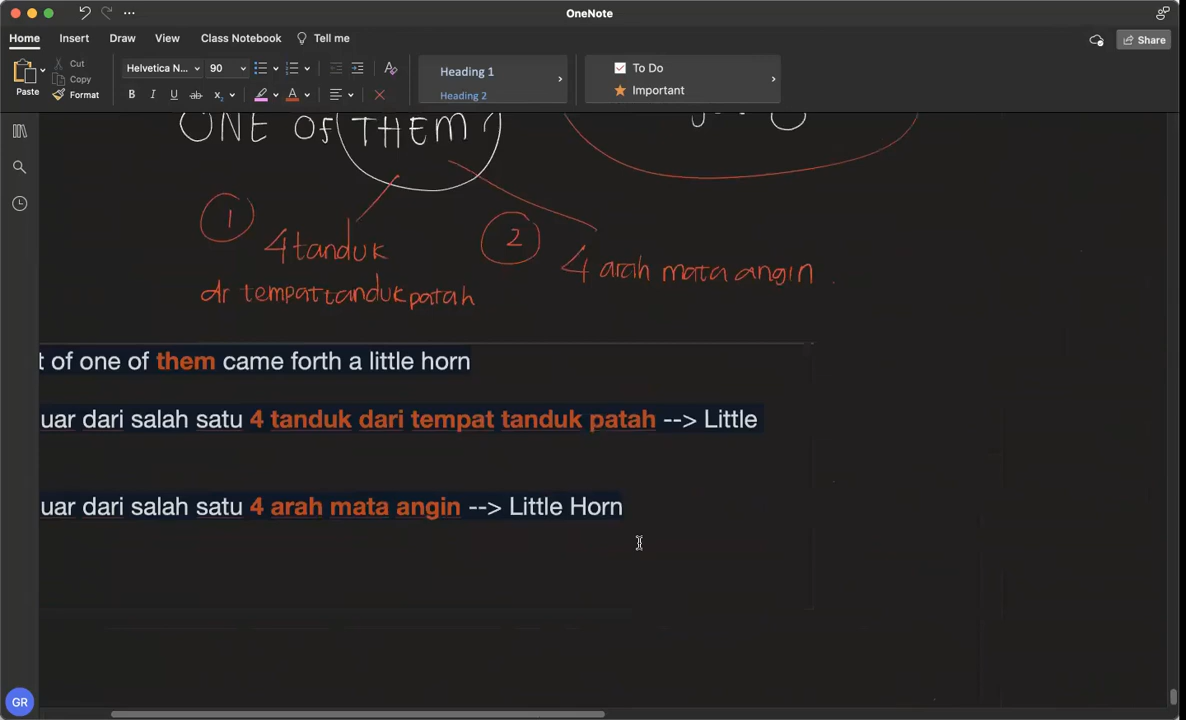 OneNote
Home Insert Draw View Class Notebook Tell me
Share
Paste
Cut
Copy
Format
Helvetica N... 90
B I U ab
Heading 1
Heading 2
To Do
Important
ONE OF THEM?
1
4 tanduk
dr tempat tanduk patah
2
4 arah mata angin
t of one of them came forth a little horn
uar dari salah satu 4 tanduk dari tempat tanduk patah --> Little
uar dari salah satu 4 arah mata angin --> Little Horn
GR